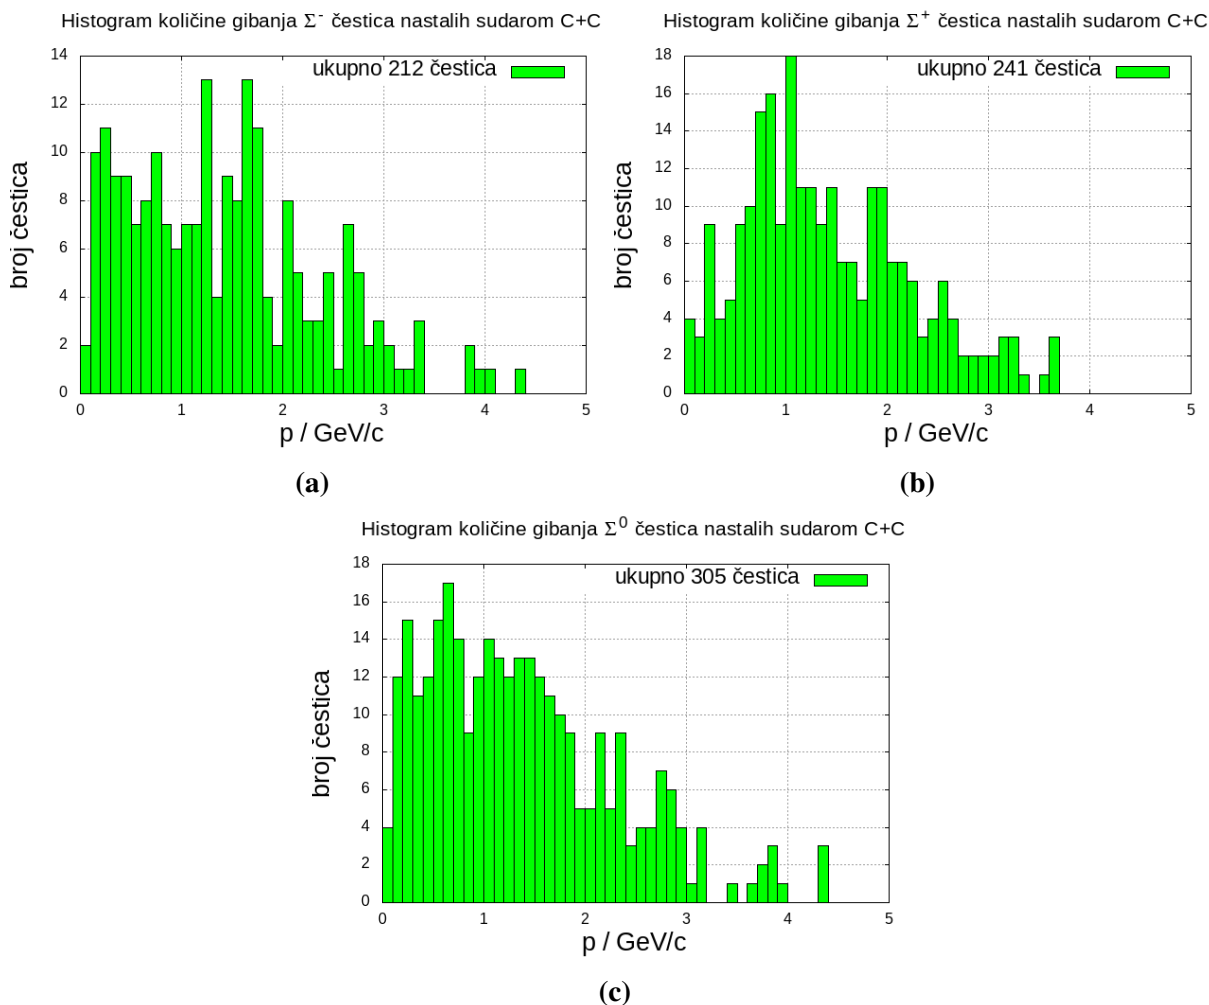 Histogram količine gibanja Σ⁻ čestica nastalih sudarom C+C
ukupno 212 čestica
14
12
10
8
6
4
2
0
broj čestica
0 1 2 3 4 5
p / GeV/c
(a)
Histogram količine gibanja Σ⁺ čestica nastalih sudarom C+C
ukupno 241 čestica
18
16
14
12
10
8
6
4
2
0
broj čestica
0 1 2 3 4 5
p / GeV/c
(b)
Histogram količine gibanja Σ⁰ čestica nastalih sudarom C+C
ukupno 305 čestica
18
16
14
12
10
8
6
4
2
0
broj čestica
0 1 2 3 4 5
p / GeV/c
(c)